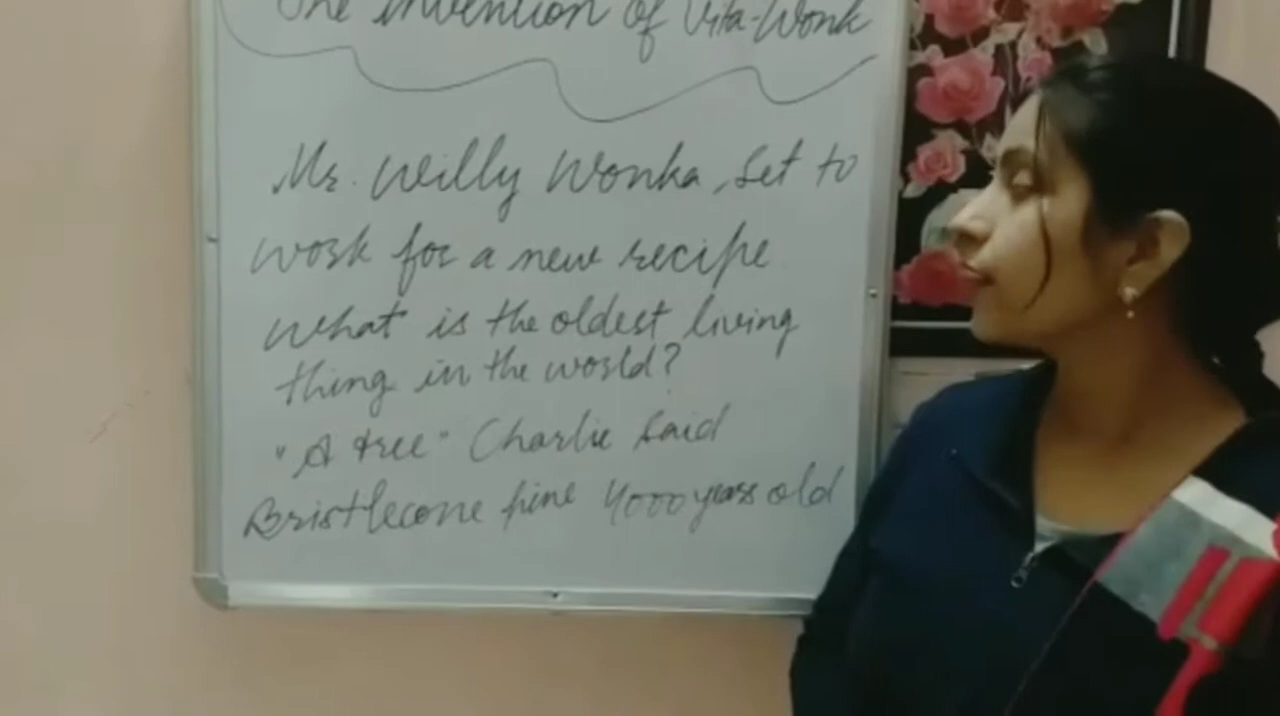 The invention of Vita-Wonk
Mr. Willy Wonka, set to
work for a new recipe
What is the oldest living
thing in the world?
"A tree" Charlie said
Bristlecone pine 4000 years old